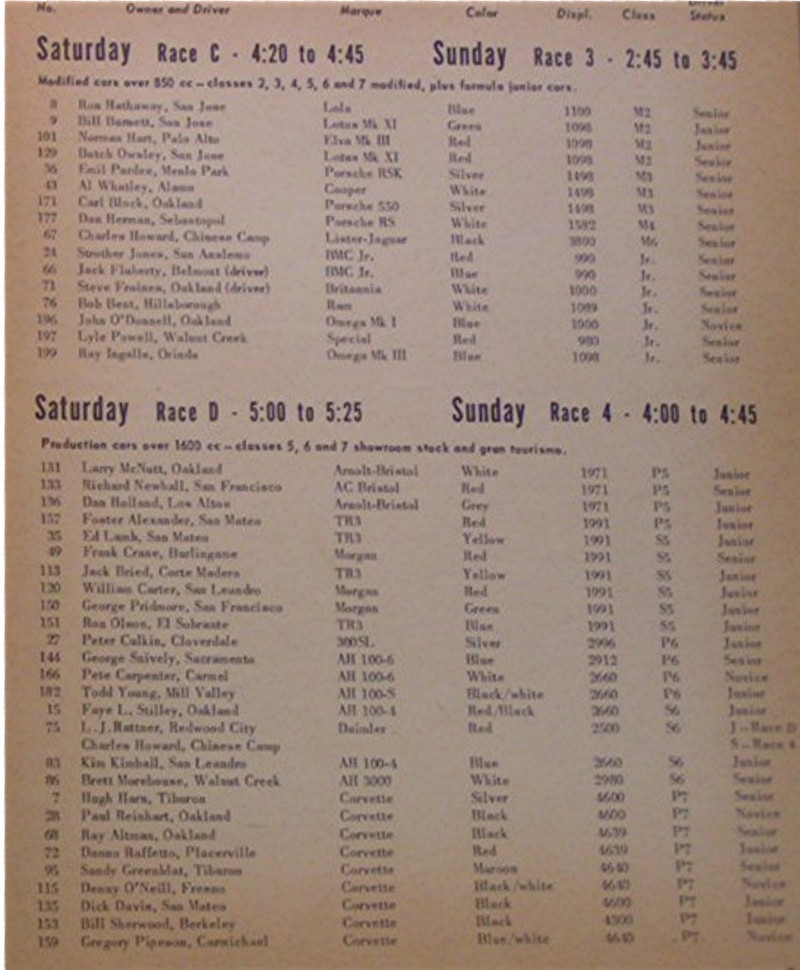 No. Owner and Driver Marque Color Displ. Class Driver Status
Saturday Race C - 4:20 to 4:45 Sunday Race 3 - 2:45 to 3:45
Modified cars over 850 cc — classes 2, 3, 4, 5, 6 and 7 modified, plus formula junior cars.
8 Ron Hathaway, San Jose Lola Blue 1100 M2 Senior
9 Bill Burnett, San Jose Lotus Mk XI Green 1098 M2 Junior
101 Norman Hart, Palo Alto Elva Mk III Red 1098 M2 Junior
129 Dutch Owsley, San Jose Lotus Mk XI Red 1098 M2 Senior
36 Emil Pardee, Menlo Park Porsche RSK Silver 1498 M3 Senior
43 Al Whatley, Alamo Cooper White 1498 M3 Senior
171 Carl Block, Oakland Porsche 550 Silver 1498 M3 Senior
177 Dan Herman, Sebastopol Porsche RS White 1582 M4 Senior
67 Charles Howard, Chinese Camp Lister-Jaguar Black 3800 M6 Senior
24 Strother Jones, San Anselmo BMC Jr. Red 990 Jr. Senior
66 Jack Flaherty, Belmont (driver) BMC Jr. Blue 990 Jr. Senior
71 Steve Froines, Oakland (driver) Britannia White 1000 Jr. Senior
76 Bob Bent, Hillsborough Ram White 1089 Jr. Senior
196 John O'Donnell, Oakland Omega Mk I Blue 1000 Jr. Novice
197 Lyle Powell, Walnut Creek Special Red 980 Jr. Senior
199 Ray Ingalls, Orinda Omega Mk III Blue 1098 Jr. Senior
Saturday Race D - 5:00 to 5:25 Sunday Race 4 - 4:00 to 4:45
Production cars over 1600 cc — classes 5, 6 and 7 showroom stock and gran tourismo.
131 Larry McNatt, Oakland Arnolt-Bristol White 1971 P5 Junior
133 Richard Newhall, San Francisco AC Bristol Red 1971 P5 Senior
136 Dan Holland, Los Altos Arnolt-Bristol Grey 1971 P5 Junior
157 Foster Alexander, San Mateo TR3 Red 1991 P5 Junior
35 Ed Lamb, San Mateo TR3 Yellow 1991 S5 Junior
49 Frank Crane, Burlingame Morgan Red 1991 S5 Senior
113 Jack Bried, Corte Madera TR3 Yellow 1991 S5 Junior
120 William Carter, San Leandro Morgan Red 1991 S5 Junior
150 George Pridmore, San Francisco Morgan Green 1991 S5 Junior
151 Ron Olson, El Sobrante TR3 Blue 1991 S5 Junior
27 Peter Culkin, Cloverdale 300SL Silver 2996 P6 Junior
144 George Snively, Sacramento AH 100-6 Blue 2912 P6 Senior
166 Pete Carpenter, Carmel AH 100-6 White 2660 P6 Novice
182 Todd Young, Mill Valley AH 100-S Black/white 2660 P6 Junior
15 Faye L. Stilley, Oakland AH 100-4 Red/Black 2660 S6 Junior
75 L.J. Rattner, Redwood City Daimler Red 2500 S6 J — Race D
Charles Howard, Chinese Camp S — Race 4
83 Kim Kimball, San Leandro AH 100-4 Blue 2660 S6 Junior
86 Brett Morehouse, Walnut Creek AH 3000 White 2980 S6 Senior
7 Hugh Harn, Tiburon Corvette Silver 4600 P7 Senior
28 Paul Reinhart, Oakland Corvette Black 4600 P7 Novice
68 Ray Altman, Oakland Corvette Black 4639 P7 Senior
72 Danno Raffetto, Placerville Corvette Red 4639 P7 Junior
95 Sandy Greenblat, Tiburon Corvette Maroon 4640 P7 Senior
115 Denny O'Neill, Fresno Corvette Black/white 4640 P7 Novice
135 Dick Davis, San Mateo Corvette Black 4600 P7 Junior
153 Bill Sherwood, Berkeley Corvette Black 4300 P7 Junior
159 Gregory Pipeson, Carmichael Corvette Blue/white 4640 P7 Novice